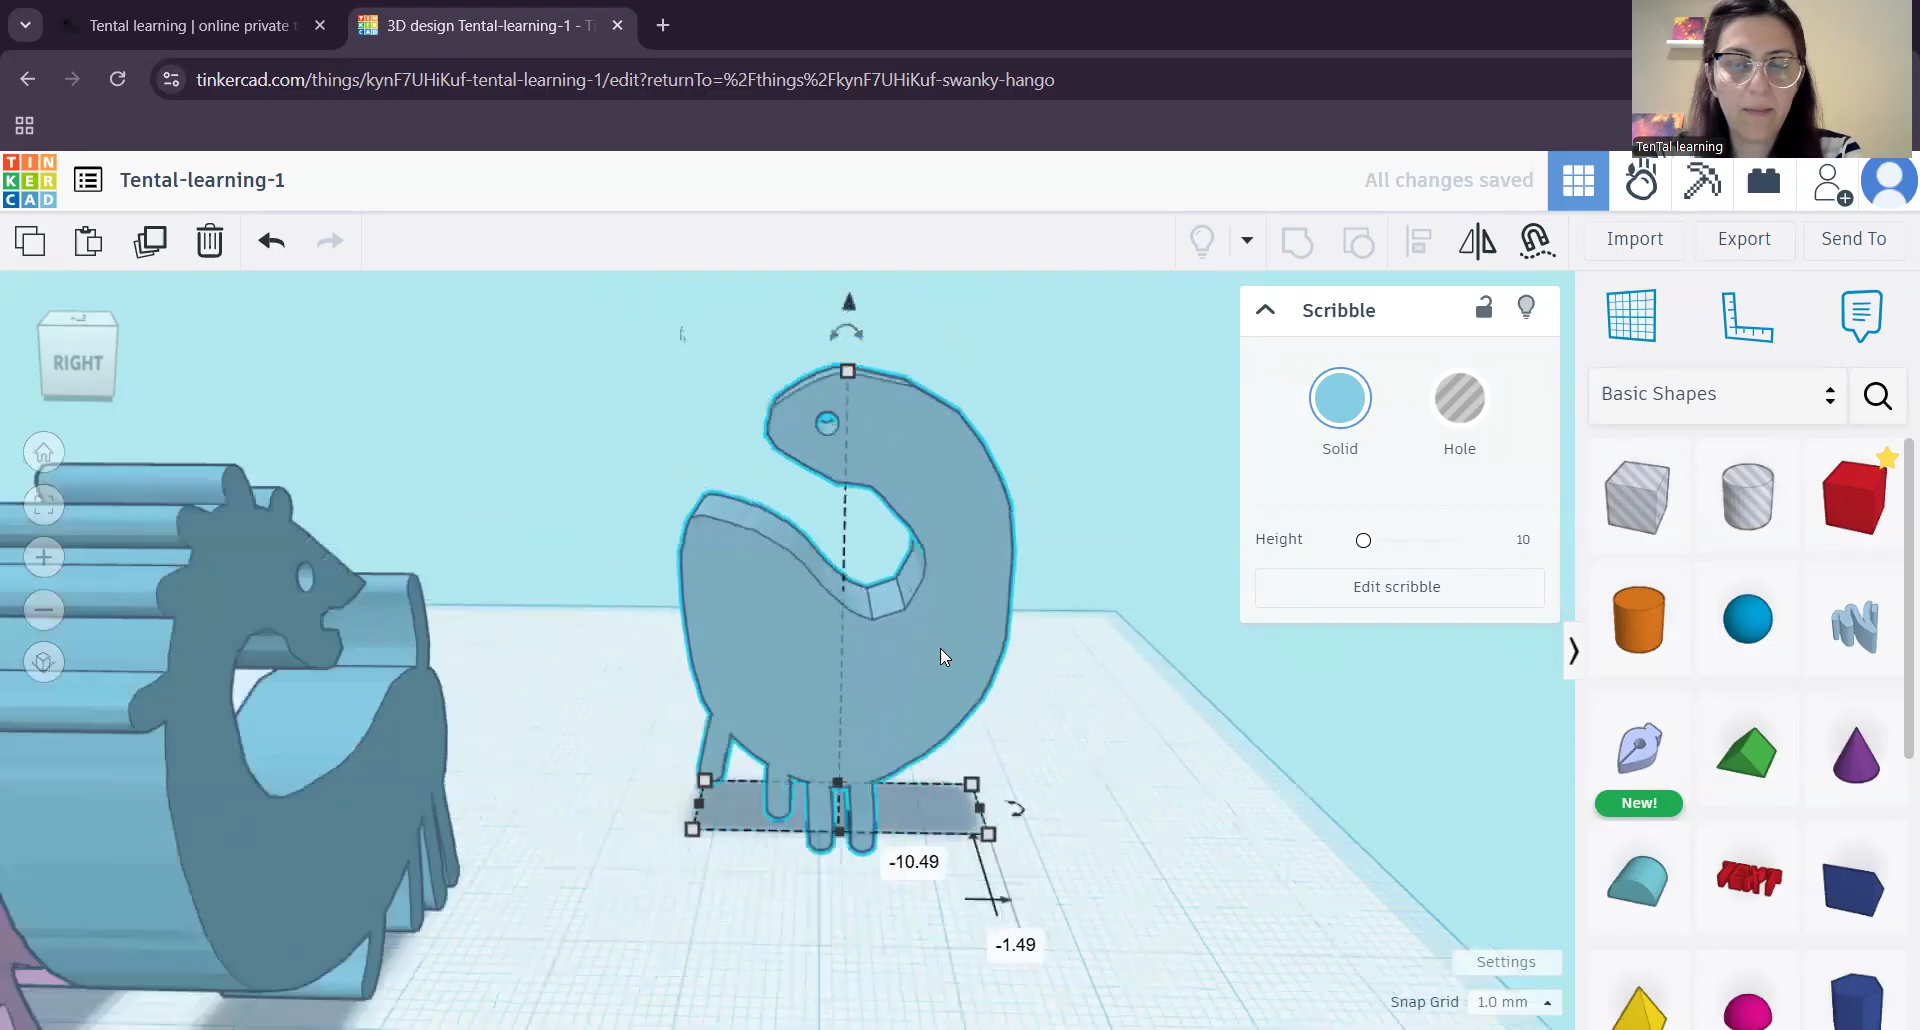 Tental learning | online private t
3D design Tental-learning-1 - Ti
tinkercad.com/things/kynF7UHiKuf-tental-learning-1/edit?returnTo=%2Fthings%2FkynF7UHiKuf-swanky-hango
TenTal learning
TIN
KER
CAD
Tental-learning-1
All changes saved
Import
Export
Send To
RIGHT
Scribble
Solid
Hole
Height
10
Edit scribble
Basic Shapes
New!
TEXT
-10.49
-1.49
Settings
Snap Grid
1.0 mm